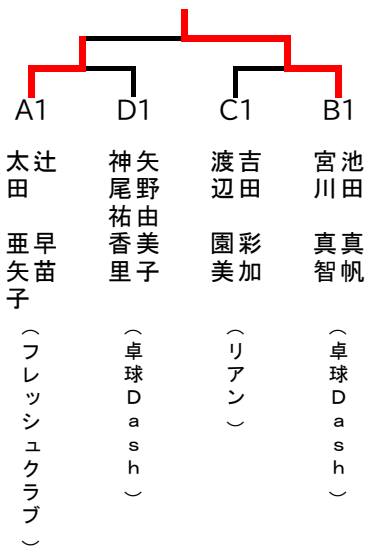 A1
D1
C1
B1
辻 早苗
太田 亜矢子
(フレッシュクラブ)
矢野由美子
神尾祐香里
(卓球Dash)
吉田 彩加
渡辺 園美
(リアン)
池田 真帆
宮川 真智
(卓球Dash)